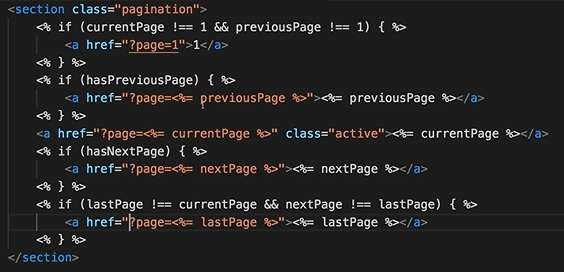 <section class="pagination">
<% if (currentPage !== 1 && previousPage !== 1) { %>
<a href="?page=1">1</a>
<% } %>
<% if (hasPreviousPage) { %>
<a href="?page=<%= previousPage %>"><%= previousPage %></a>
<% } %>
<a href="?page=<%= currentPage %>" class="active"><%= currentPage %></a>
<% if (hasNextPage) { %>
<a href="?page=<%= nextPage %>"><%= nextPage %></a>
<% } %>
<% if (lastPage !== currentPage && nextPage !== lastPage) { %>
<a href="?page=<%= lastPage %>"><%= lastPage %></a>
<% } %>
</section>